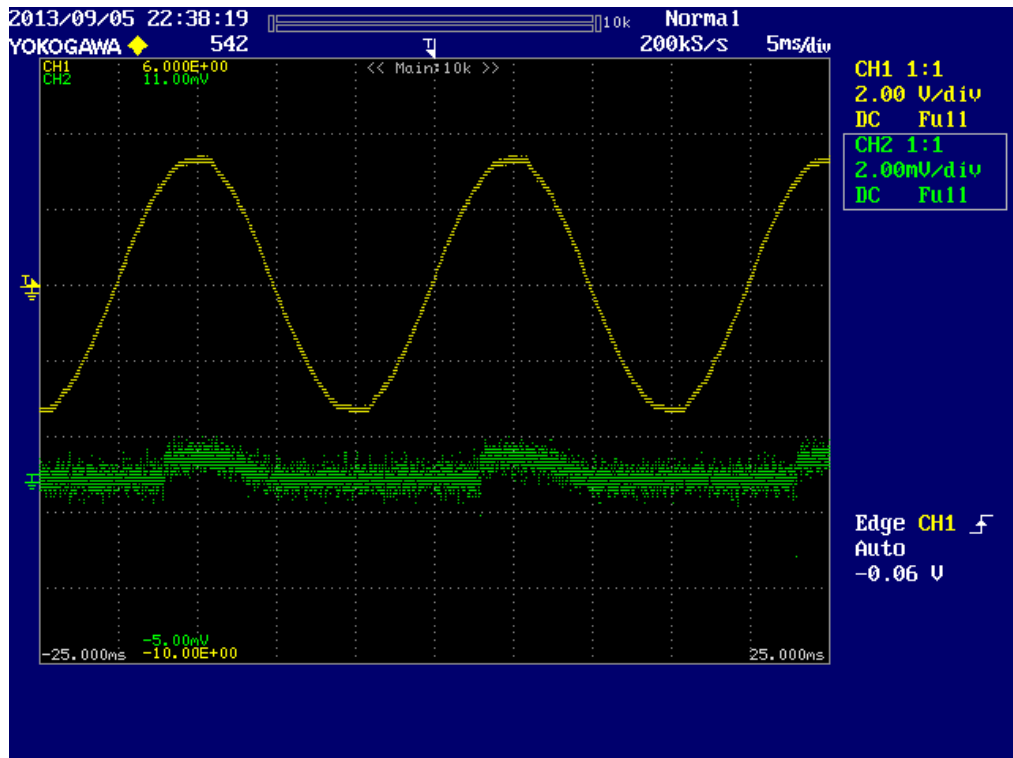 2013/09/05 22:38:19 10k Normal
YOKOGAWA 542 T 200kS/s 5ms/div
CH1 6.000E+00 << Main:10k >>
CH2 11.00mV
CH1 1:1
2.00 V/div
DC Full
CH2 1:1
2.00mV/div
DC Full
T
Edge CH1
Auto
-0.06 V
-5.00mV
-25.000ms -10.00E+00 25.000ms